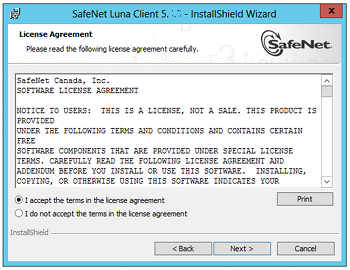 SafeNet Luna Client 5. - InstallShield Wizard
License Agreement
Please read the following license agreement carefully.
SafeNet
SafeNet Canada, Inc.
SOFTWARE LICENSE AGREEMENT
NOTICE TO USERS: THIS IS A LICENSE, NOT A SALE. THIS PRODUCT IS
PROVIDED
UNDER THE FOLLOWING TERMS AND CONDITIONS AND CONTAINS CERTAIN
FREE
SOFTWARE COMPONENTS THAT ARE PROVIDED UNDER SPECIAL LICENSE
TERMS. CAREFULLY READ THE FOLLOWING LICENSE AGREEMENT AND
ADDENDUM BEFORE YOU INSTALL OR USE THIS SOFTWARE. INSTALLING,
COPYING, OR OTHERWISE USING THIS SOFTWARE INDICATES YOUR
I accept the terms in the license agreement
Print
I do not accept the terms in the license agreement
InstallShield
< Back
Next >
Cancel